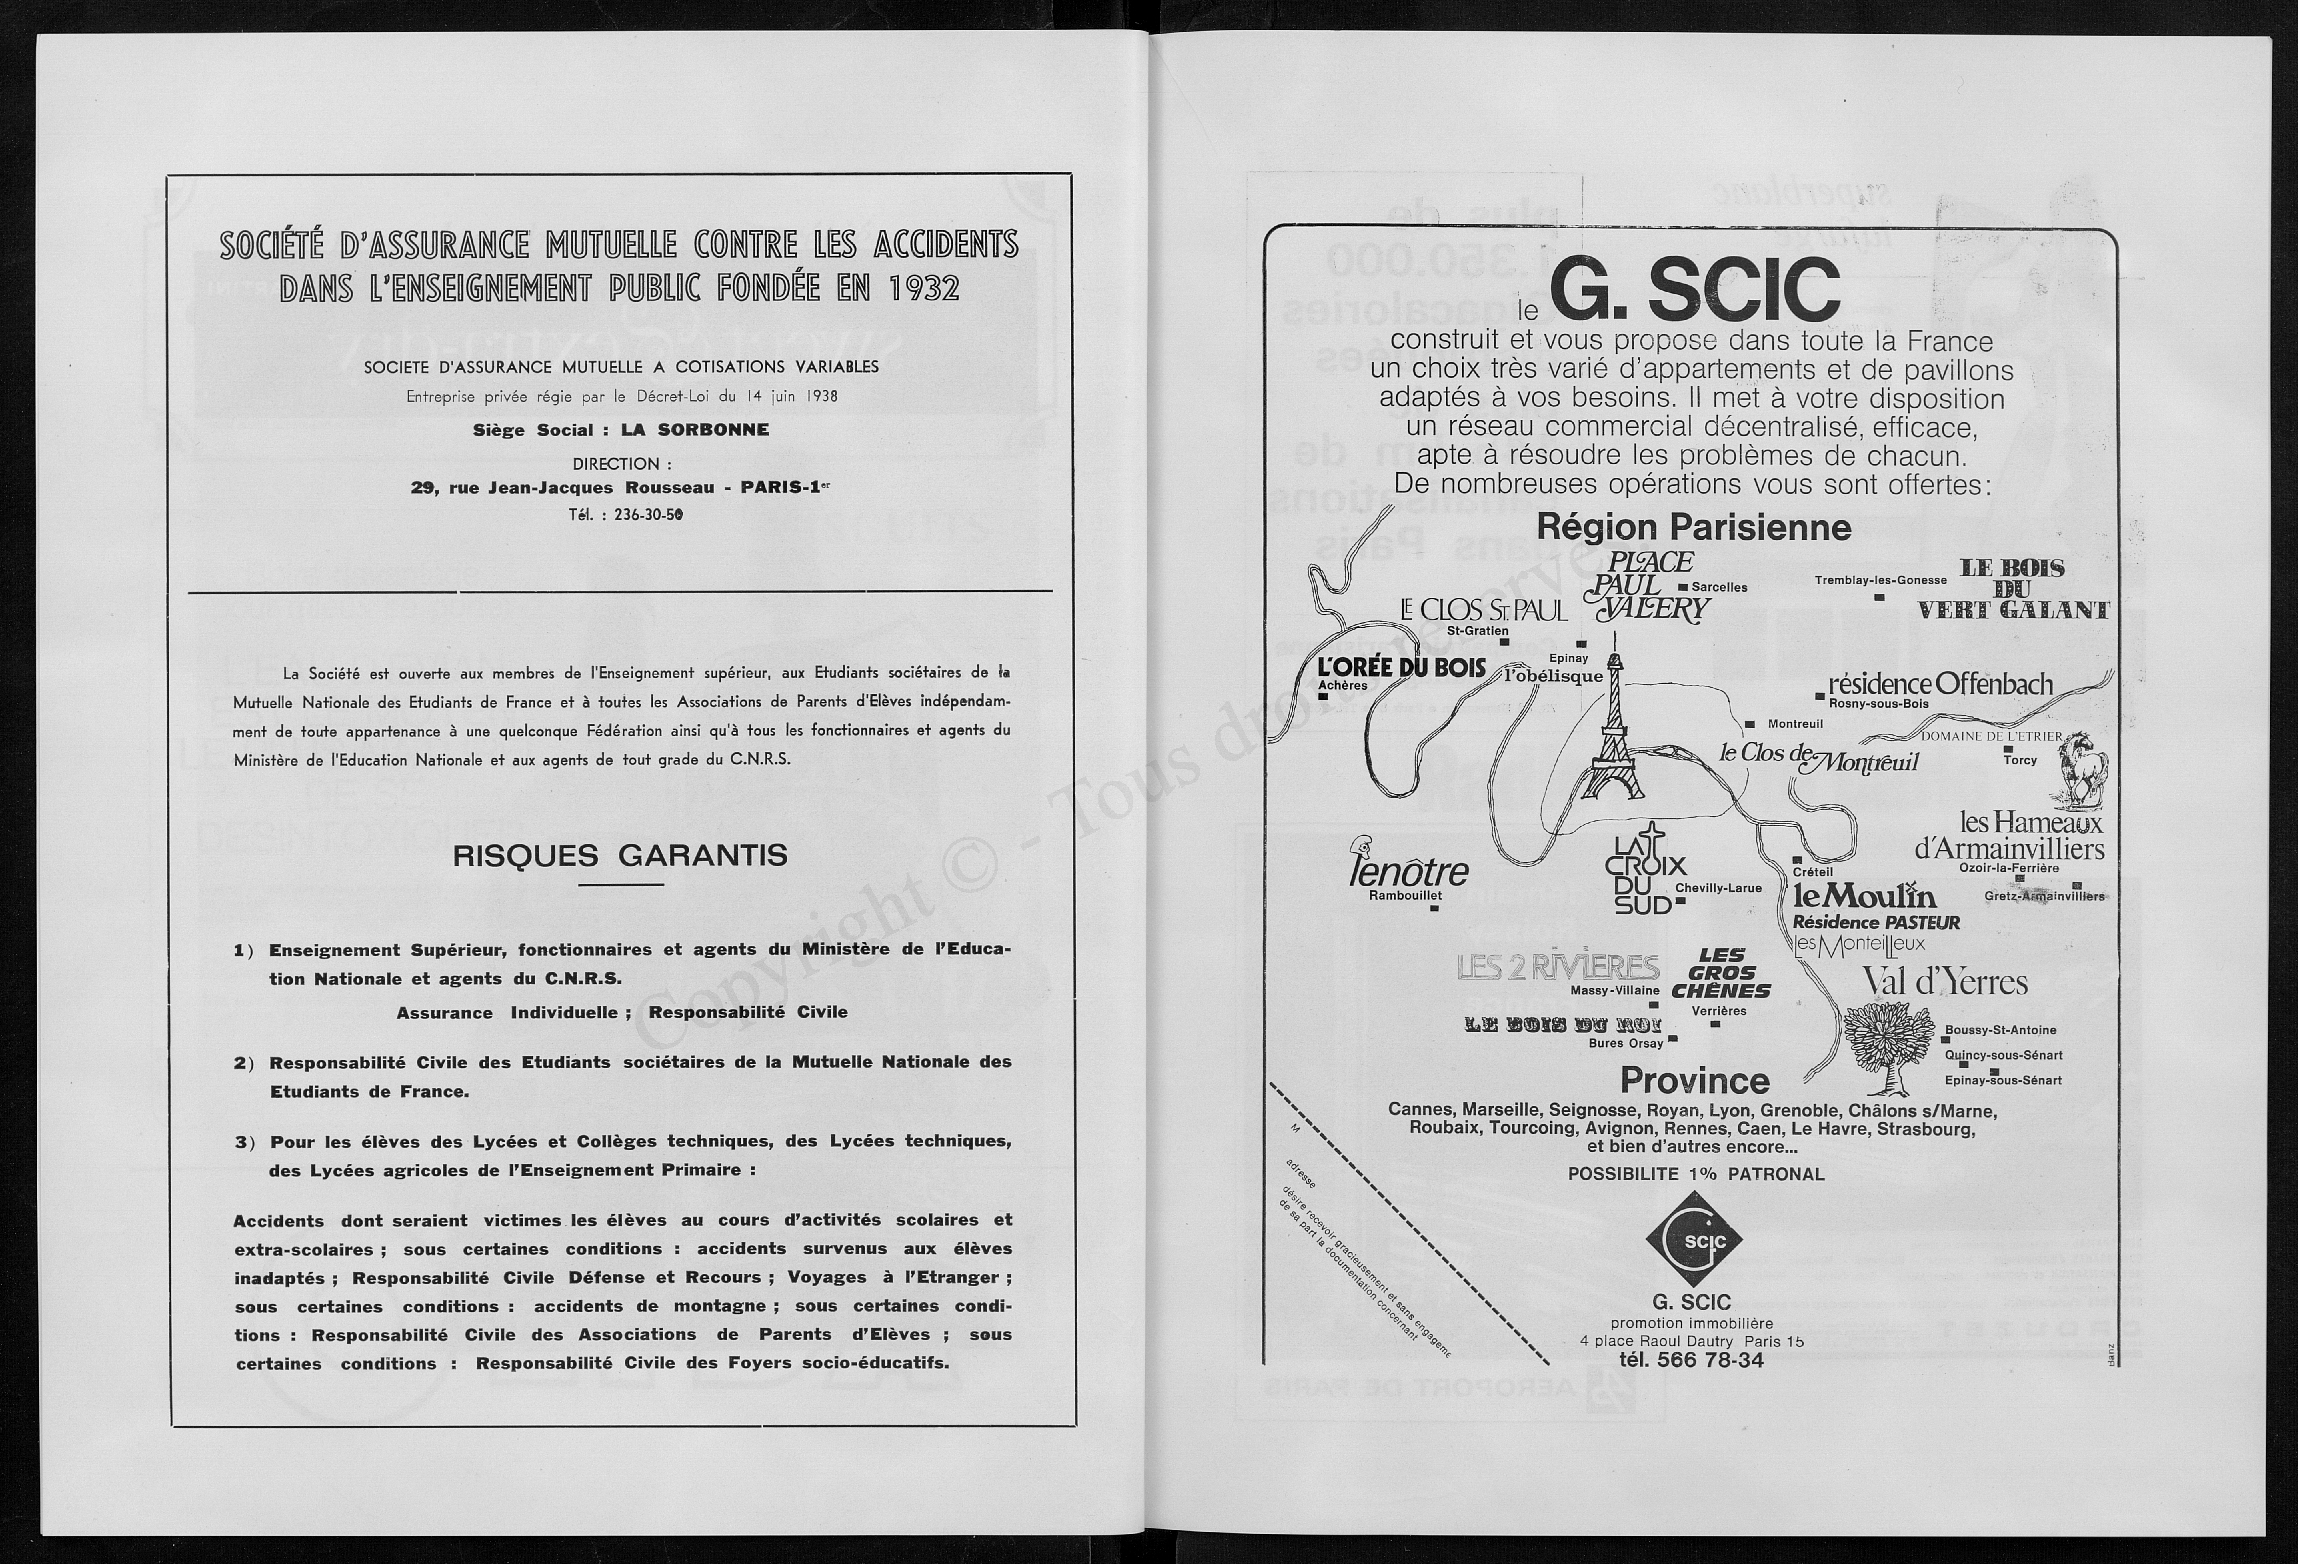 SOCIÉTÉ D'ASSURANCE MUTUELLE CONTRE LES ACCIDENTS
DANS L'ENSEIGNEMENT PUBLIC FONDÉE EN 1932
SOCIETE D'ASSURANCE MUTUELLE A COTISATIONS VARIABLES
Entreprise privée régie par le Décret-Loi du 14 juin 1938
Siège Social : LA SORBONNE
DIRECTION :
29, rue Jean-Jacques Rousseau - PARIS-1er
Tél. : 236-30-50
La Société est ouverte aux membres de l'Enseignement supérieur, aux Etudiants sociétaires de la
Mutuelle Nationale des Etudiants de France et à toutes les Associations de Parents d'Elèves indépendam-
ment de toute appartenance à une quelconque Fédération ainsi qu'à tous les fonctionnaires et agents du
Ministère de l'Education Nationale et aux agents de tout grade du C.N.R.S.
RISQUES GARANTIS
1) Enseignement Supérieur, fonctionnaires et agents du Ministère de l'Educa-
tion Nationale et agents du C.N.R.S.
Assurance Individuelle ; Responsabilité Civile
2) Responsabilité Civile des Etudiants sociétaires de la Mutuelle Nationale des
Etudiants de France.
3) Pour les élèves des Lycées et Collèges techniques, des Lycées techniques,
des Lycées agricoles de l'Enseignement Primaire :
Accidents dont seraient victimes les élèves au cours d'activités scolaires et
extra-scolaires ; sous certaines conditions : accidents survenus aux élèves
inadaptés ; Responsabilité Civile Défense et Recours ; Voyages à l'Etranger ;
sous certaines conditions : accidents de montagne ; sous certaines condi-
tions : Responsabilité Civile des Associations de Parents d'Elèves ; sous
certaines conditions : Responsabilité Civile des Foyers socio-éducatifs.
Copyright © - Tous droits réservés
le G. SCIC
construit et vous propose dans toute la France
un choix très varié d'appartements et de pavillons
adaptés à vos besoins. Il met à votre disposition
un réseau commercial décentralisé, efficace,
apte à résoudre les problèmes de chacun.
De nombreuses opérations vous sont offertes:
Région Parisienne
PLACE
PAUL
VALERY
Sarcelles
Tremblay-les-Gonesse
LE BOIS
DU
VERT GALANT
LE CLOS ST. PAUL
St-Gratien
L'ORÉE DU BOIS
Achères
Epinay
l'obélisque
résidence Offenbach
Rosny-sous-Bois
Montreuil
le Clos de Montreuil
DOMAINE DE L'ETRIER
Torcy
les Hameaux
d'Armainvilliers
Ozoir-la-Ferrière
Gretz-Armainvilliers
lenôtre
Rambouillet
LA
CROIX
DU
SUD
Chevilly-Larue
Créteil
le Moulin
Résidence PASTEUR
les Monteilleux
LES 2 RIVIERES
Massy-Villaine
LES
GROS
CHÊNES
Verrières
Val d'Yerres
LE BOIS DU ROI
Bures Orsay
Boussy-St-Antoine
Quincy-sous-Sénart
Epinay-sous-Sénart
Province
Cannes, Marseille, Seignosse, Royan, Lyon, Grenoble, Châlons s/Marne,
Roubaix, Tourcoing, Avignon, Rennes, Caen, Le Havre, Strasbourg,
et bien d'autres encore...
POSSIBILITE 1% PATRONAL
M
adresse
désire recevoir gracieusement et sans engageme
de sa part la documentation concernant
SCIC
G. SCIC
promotion immobilière
4 place Raoul Dautry Paris 15
tél. 566 78-34